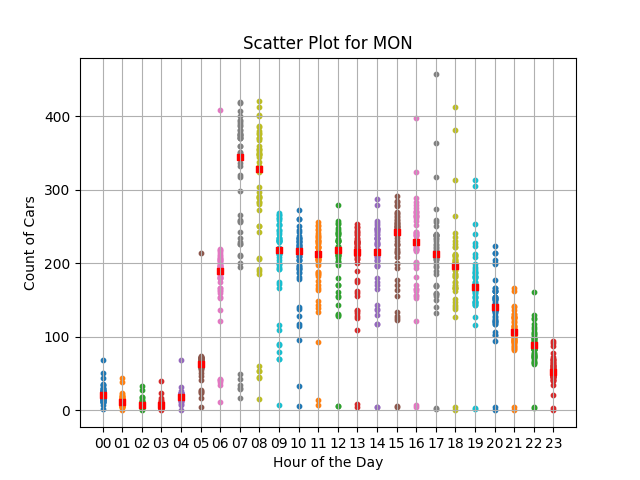 Scatter Plot for MON
Count of Cars
400
300
200
100
0
00 01 02 03 04 05 06 07 08 09 10 11 12 13 14 15 16 17 18 19 20 21 22 23
Hour of the Day